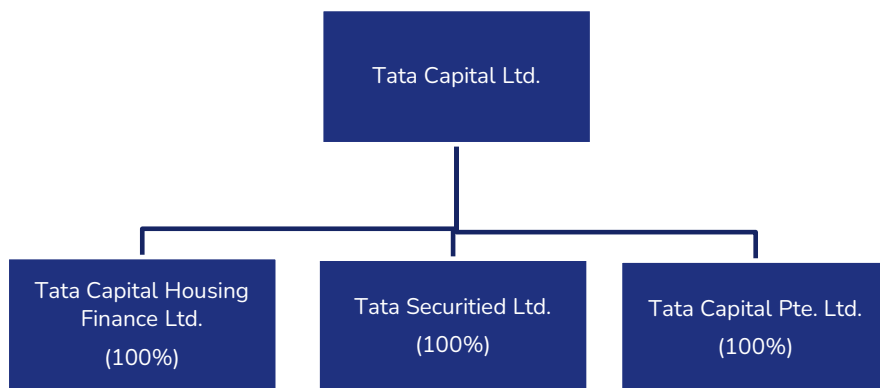 Tata Capital Ltd.
Tata Capital Housing
Finance Ltd.
(100%)
Tata Securitied Ltd.
(100%)
Tata Capital Pte. Ltd.
(100%)